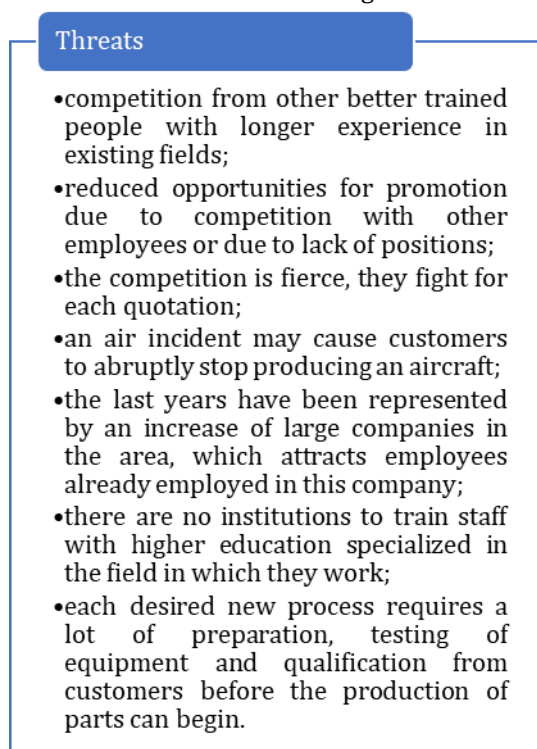 Threats
•competition from other better trained
people with longer experience in
existing fields;
•reduced opportunities for promotion
due to competition with other
employees or due to lack of positions;
•the competition is fierce, they fight for
each quotation;
•an air incident may cause customers
to abruptly stop producing an aircraft;
•the last years have been represented
by an increase of large companies in
the area, which attracts employees
already employed in this company;
•there are no institutions to train staff
with higher education specialized in
the field in which they work;
•each desired new process requires a
lot of preparation, testing of
equipment and qualification from
customers before the production of
parts can begin.